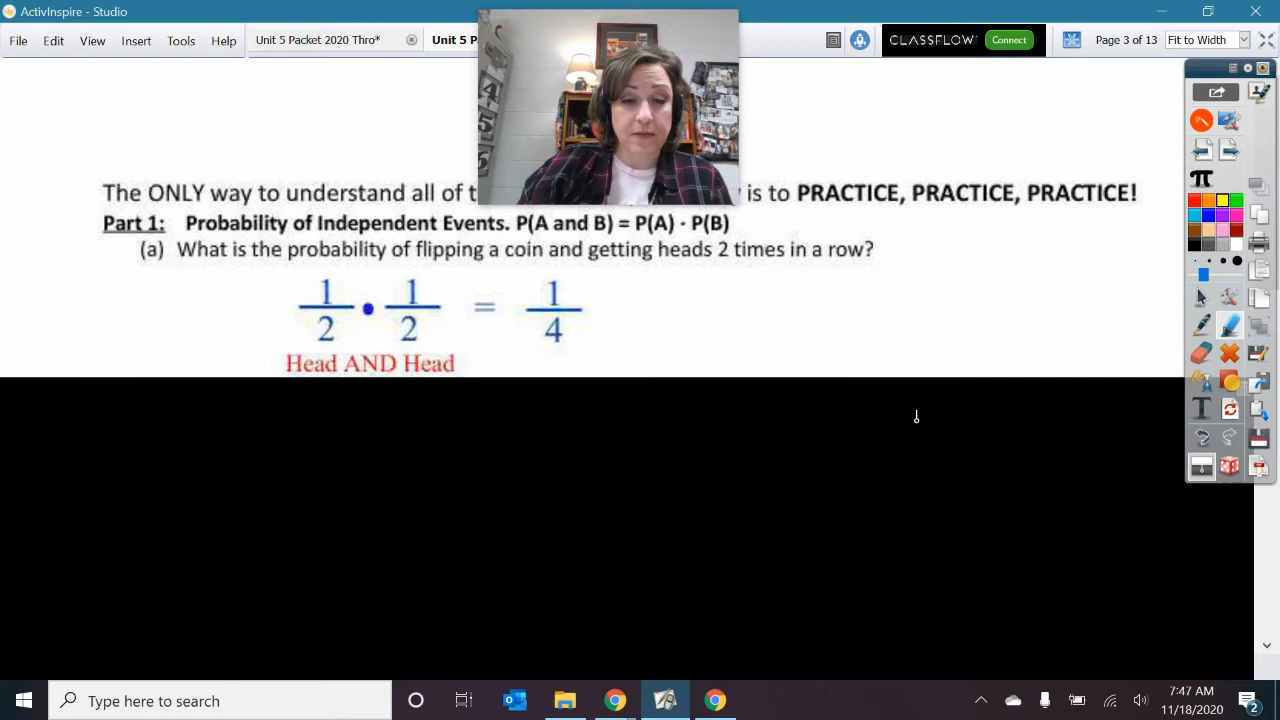 ActivInspire - Studio
File Edit View Insert Tools Help
Unit 5 Packet 2020 Thro*
Unit 5 P
CLASSFLOW
Connect
Page 3 of 13
Fit to Width
The ONLY way to understand all of t
is to PRACTICE, PRACTICE, PRACTICE!
Part 1: Probability of Independent Events. P(A and B) = P(A) · P(B)
(a) What is the probability of flipping a coin and getting heads 2 times in a row?
1/2 • 1/2 = 1/4
Head AND Head
π
T
Type here to search
7:47 AM
11/18/2020
2